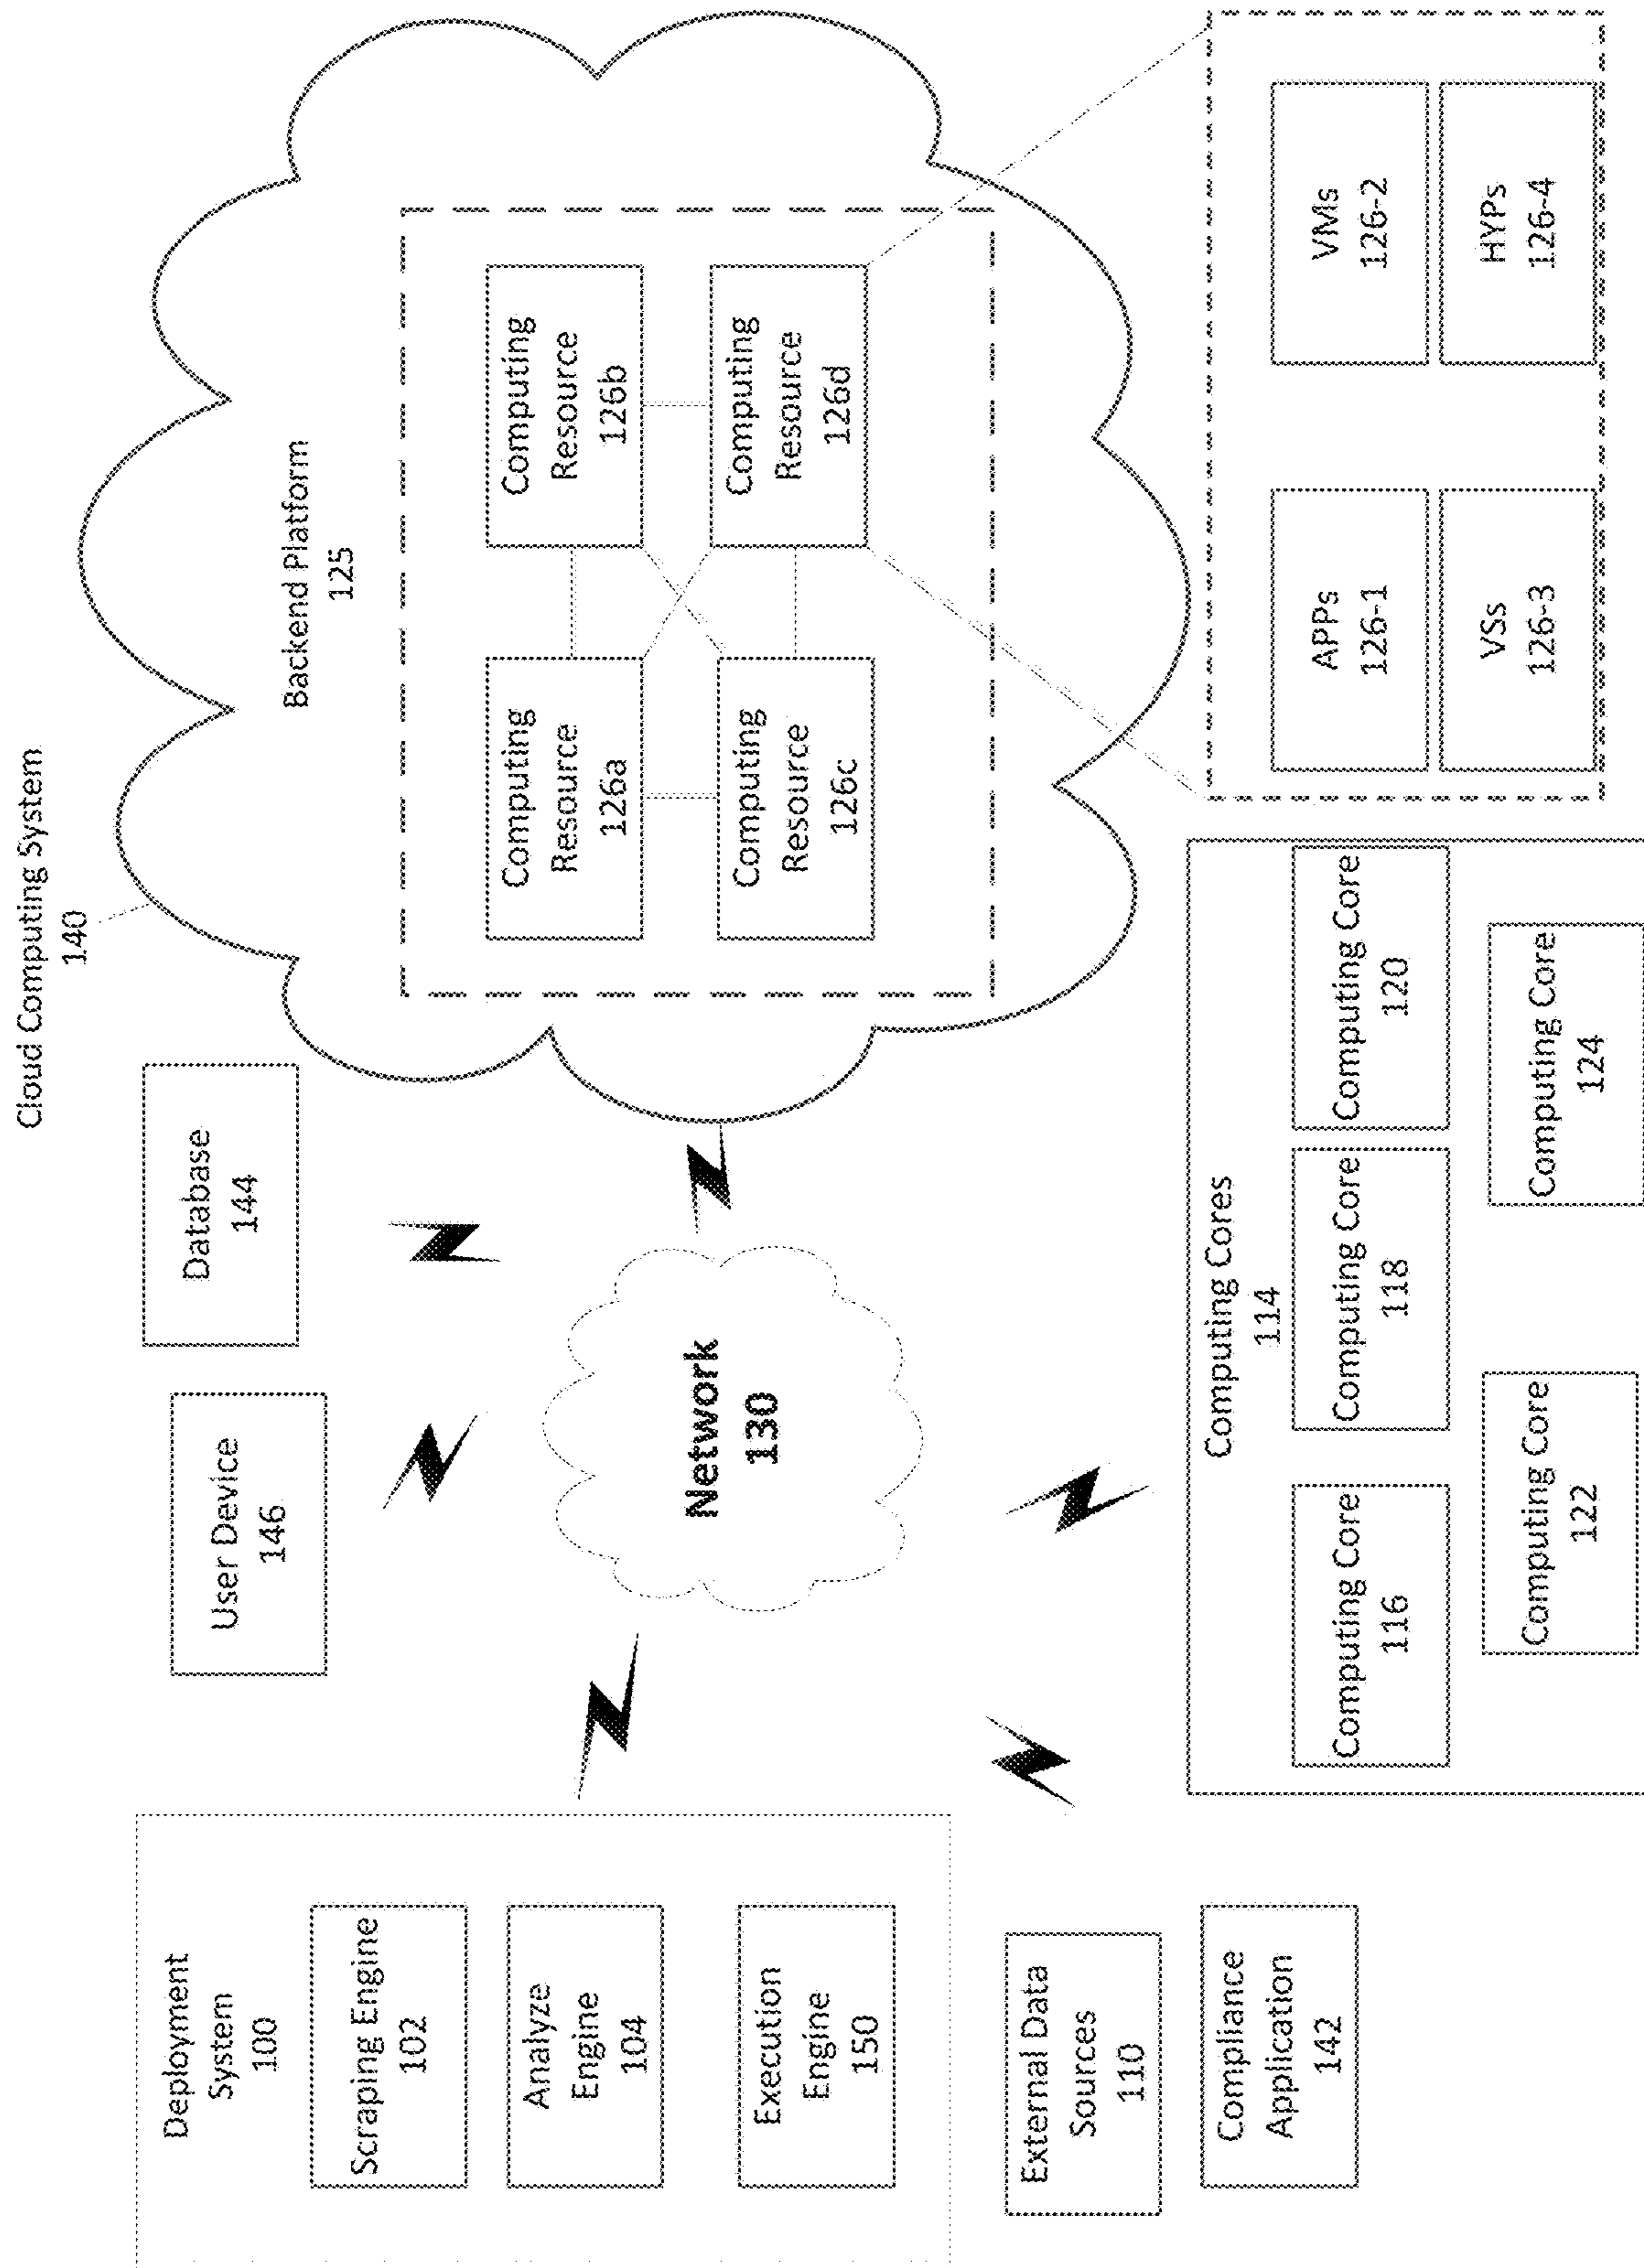 Cloud Computing System
140
Deployment
System
100
Scraping Engine
102
Analyze
Engine
104
Execution
Engine
150
External Data
Sources
110
Compliance
Application
142
User Device
146
Database
144
Network
130
Backend Platform
125
Computing
Resource
126a
Computing
Resource
126b
Computing
Resource
126c
Computing
Resource
126d
Computing Cores
114
Computing Core
116
Computing Core
118
Computing Core
120
Computing Core
122
Computing Core
124
APPs
126-1
VMs
126-2
VSs
126-3
HYPs
126-4